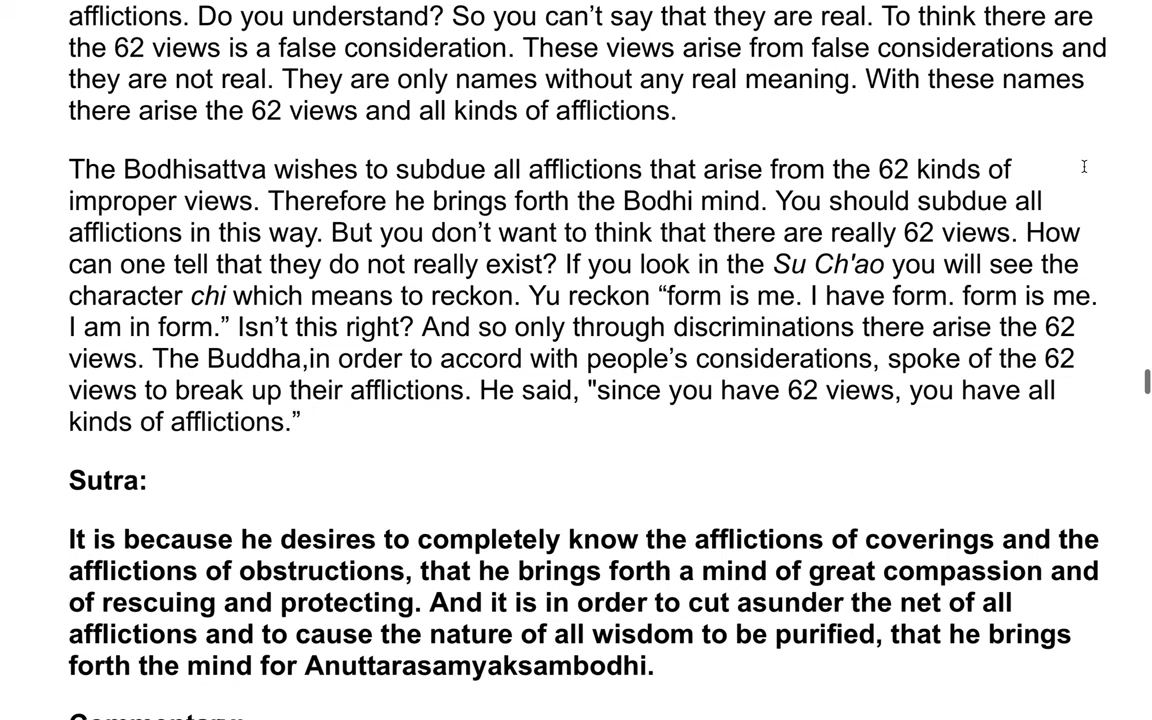 afflictions. Do you understand? So you can’t say that they are real. To think there are
the 62 views is a false consideration. These views arise from false considerations and
they are not real. They are only names without any real meaning. With these names
there arise the 62 views and all kinds of afflictions.
The Bodhisattva wishes to subdue all afflictions that arise from the 62 kinds of
improper views. Therefore he brings forth the Bodhi mind. You should subdue all
afflictions in this way. But you don’t want to think that there are really 62 views. How
can one tell that they do not really exist? If you look in the Su Ch'ao you will see the
character chi which means to reckon. Yu reckon “form is me. I have form. form is me.
I am in form.” Isn’t this right? And so only through discriminations there arise the 62
views. The Buddha,in order to accord with people’s considerations, spoke of the 62
views to break up their afflictions. He said, "since you have 62 views, you have all
kinds of afflictions.”
Sutra:
It is because he desires to completely know the afflictions of coverings and the
afflictions of obstructions, that he brings forth a mind of great compassion and
of rescuing and protecting. And it is in order to cut asunder the net of all
afflictions and to cause the nature of all wisdom to be purified, that he brings
forth the mind for Anuttarasamyaksambodhi.